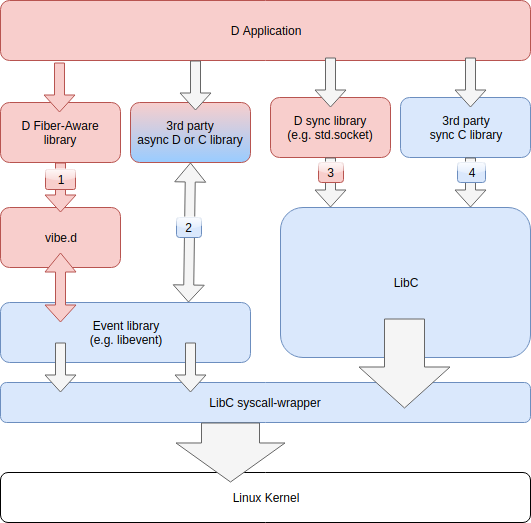 D Application
D Fiber-Aware
library
3rd party
async D or C library
D sync library
(e.g. std.socket)
3rd party
sync C library
1
3
4
2
vibe.d
LibC
Event library
(e.g. libevent)
LibC syscall-wrapper
Linux Kernel